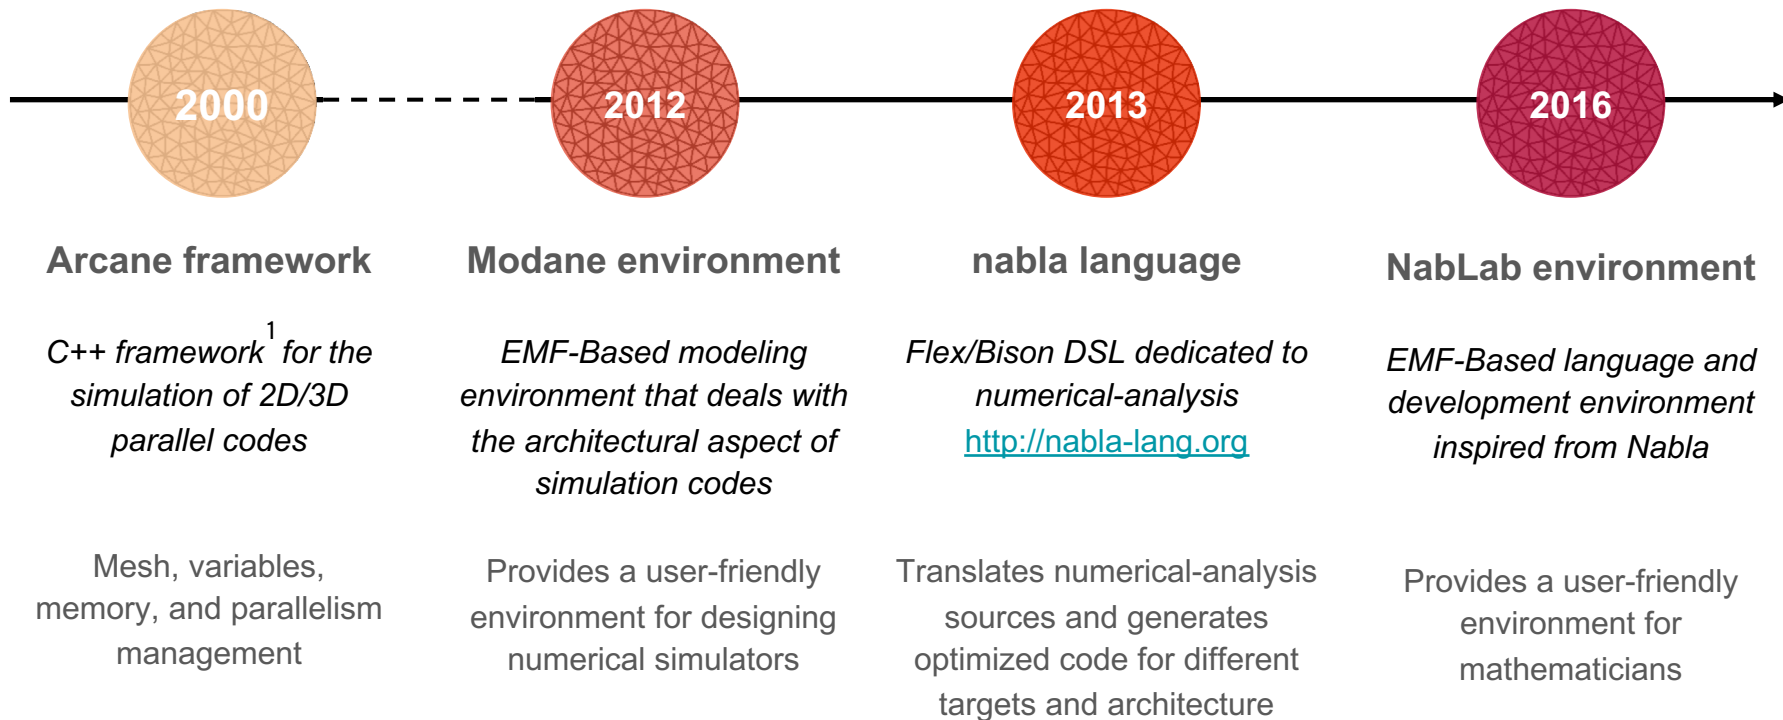 2000
2012
2013
2016
Arcane framework
C++ framework1 for the
simulation of 2D/3D
parallel codes
Mesh, variables,
memory, and parallelism
management
Modane environment
EMF-Based modeling
environment that deals with
the architectural aspect of
simulation codes
Provides a user-friendly
environment for designing
numerical simulators
nabla language
Flex/Bison DSL dedicated to
numerical-analysis
http://nabla-lang.org
Translates numerical-analysis
sources and generates
optimized code for different
targets and architecture
NabLab environment
EMF-Based language and
development environment
inspired from Nabla
Provides a user-friendly
environment for
mathematicians